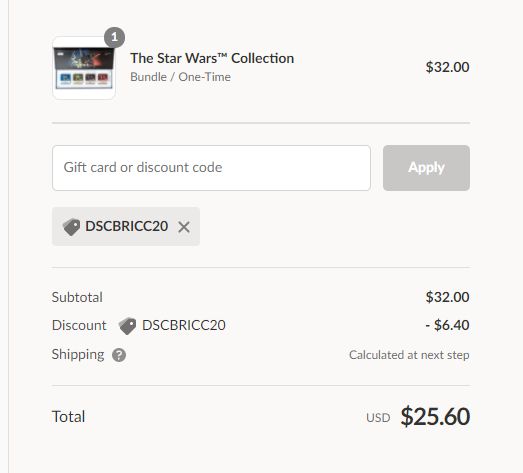 1
The Star Wars™ Collection
Bundle / One-Time
$32.00
Gift card or discount code
Apply
DSCBRICC20
Subtotal $32.00
Discount DSCBRICC20 - $6.40
Shipping ? Calculated at next step
Total USD $25.60